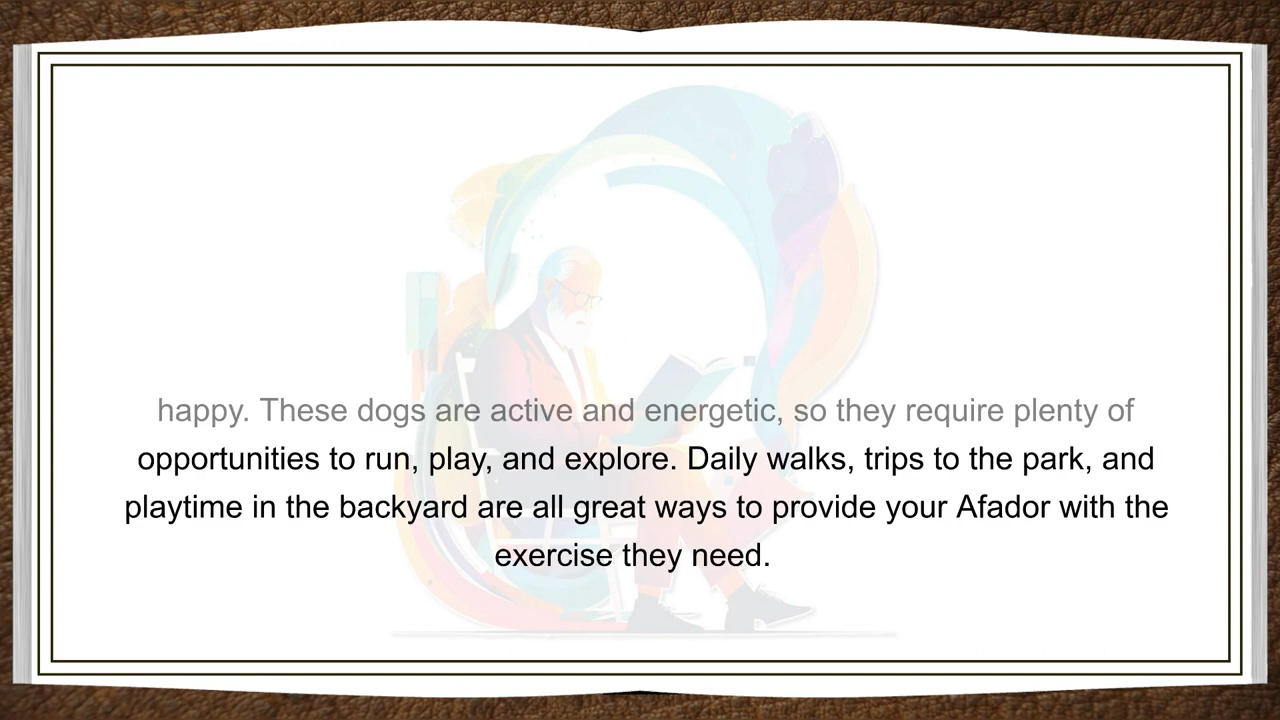 happy. These dogs are active and energetic, so they require plenty of
opportunities to run, play, and explore. Daily walks, trips to the park, and
playtime in the backyard are all great ways to provide your Afador with the
exercise they need.